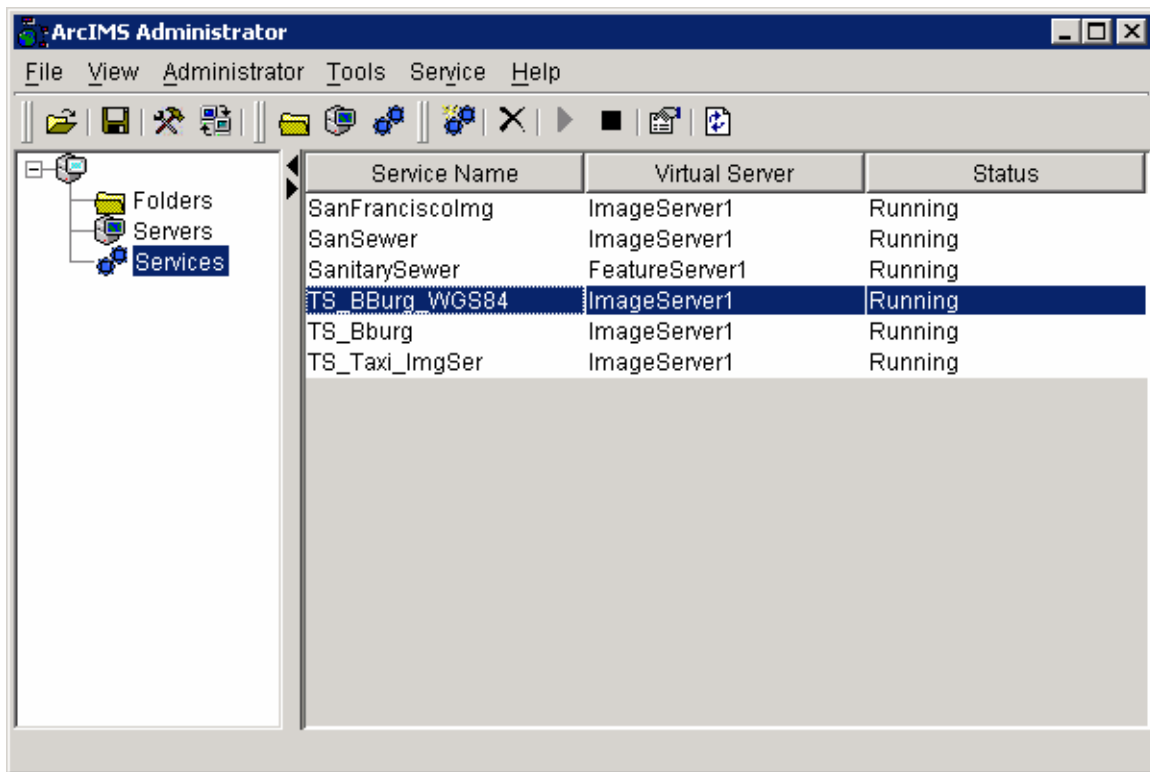 ArcIMS Administrator
File View Administrator Tools Service Help
Folders
Servers
Services
Service Name Virtual Server Status
SanFranciscoImg ImageServer1 Running
SanSewer ImageServer1 Running
SanitarySewer FeatureServer1 Running
TS_BBurg_WGS84 ImageServer1 Running
TS_Bburg ImageServer1 Running
TS_Taxi_ImgSer ImageServer1 Running